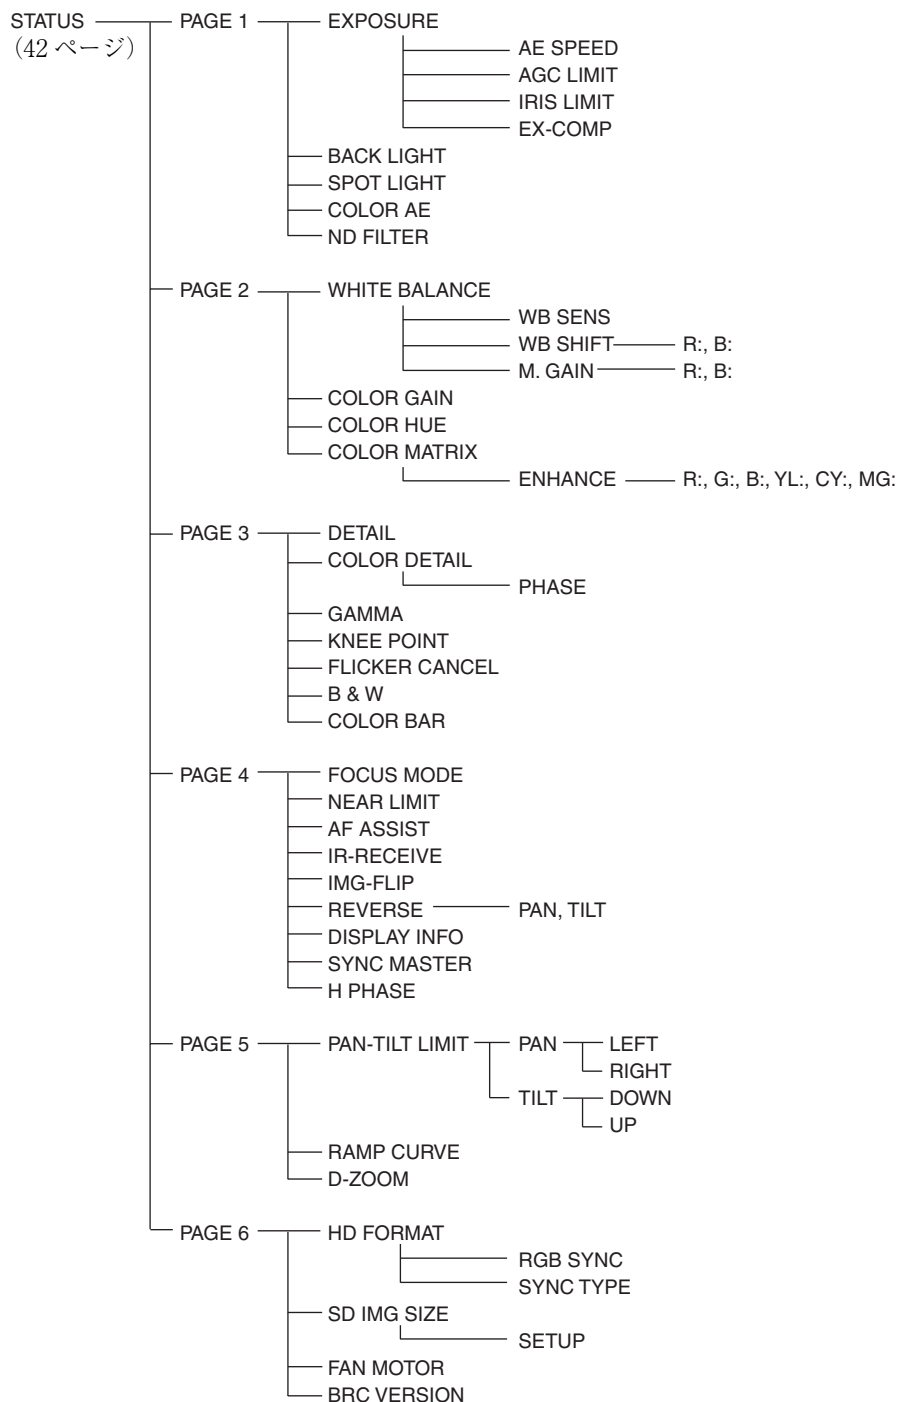 STATUS PAGE 1 EXPOSURE
(42 ページ)
AE SPEED
AGC LIMIT
IRIS LIMIT
EX-COMP
BACK LIGHT
SPOT LIGHT
COLOR AE
ND FILTER
PAGE 2 WHITE BALANCE
WB SENS
WB SHIFT R:, B:
M. GAIN R:, B:
COLOR GAIN
COLOR HUE
COLOR MATRIX
ENHANCE R:, G:, B:, YL:, CY:, MG:
PAGE 3 DETAIL
COLOR DETAIL
PHASE
GAMMA
KNEE POINT
FLICKER CANCEL
B & W
COLOR BAR
PAGE 4 FOCUS MODE
NEAR LIMIT
AF ASSIST
IR-RECEIVE
IMG-FLIP
REVERSE PAN, TILT
DISPLAY INFO
SYNC MASTER
H PHASE
PAGE 5 PAN-TILT LIMIT PAN LEFT
RIGHT
TILT DOWN
UP
RAMP CURVE
D-ZOOM
PAGE 6 HD FORMAT
RGB SYNC
SYNC TYPE
SD IMG SIZE
SETUP
FAN MOTOR
BRC VERSION